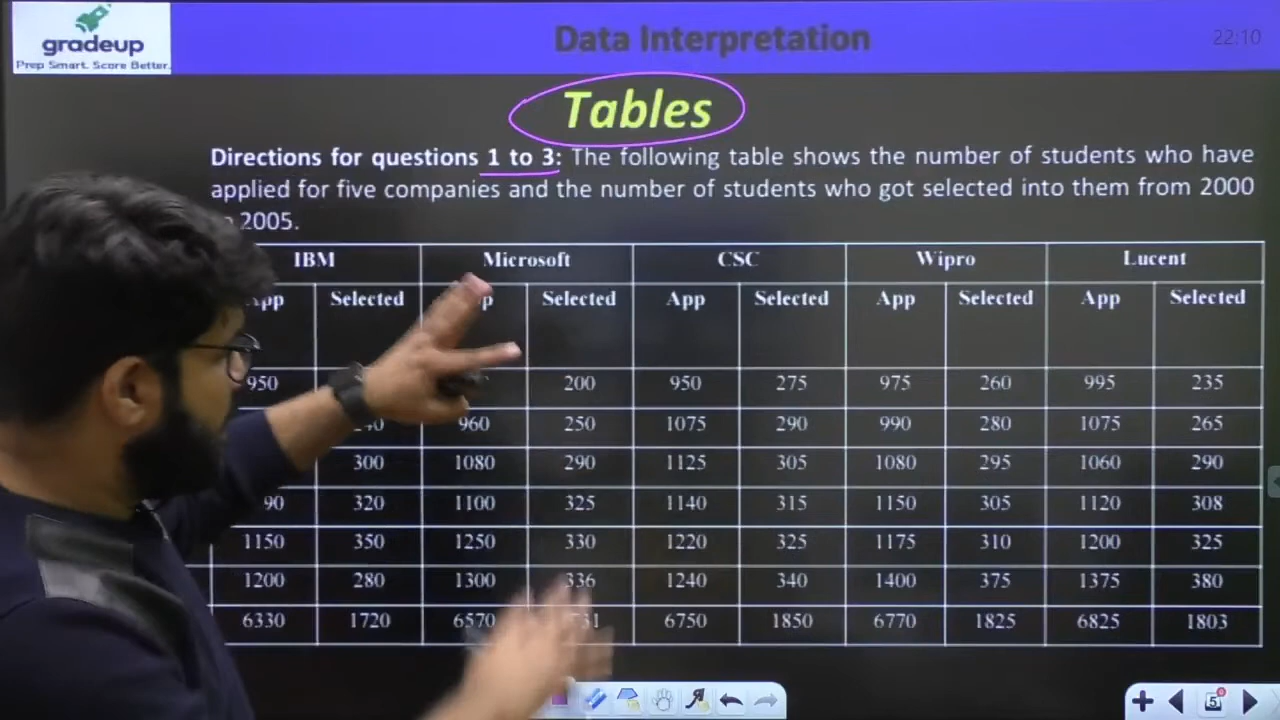 gradeup
Prep Smart. Score Better.
Data Interpretation
22:10
Tables
Directions for questions 1 to 3: The following table shows the number of students who have
applied for five companies and the number of students who got selected into them from 2000
2005.
IBM Microsoft CSC Wipro Lucent
Selected Selected App Selected App Selected App Selected
950 200 950 275 975 260 995 235
960 250 1075 290 990 280 1075 265
300 1080 290 1125 305 1080 295 1060 290
90 320 1100 325 1140 315 1150 305 1120 308
1150 350 1250 330 1220 325 1175 310 1200 325
1200 280 1300 336 1240 340 1400 375 1375 380
6330 1720 6570 6750 1850 6770 1825 6825 1803